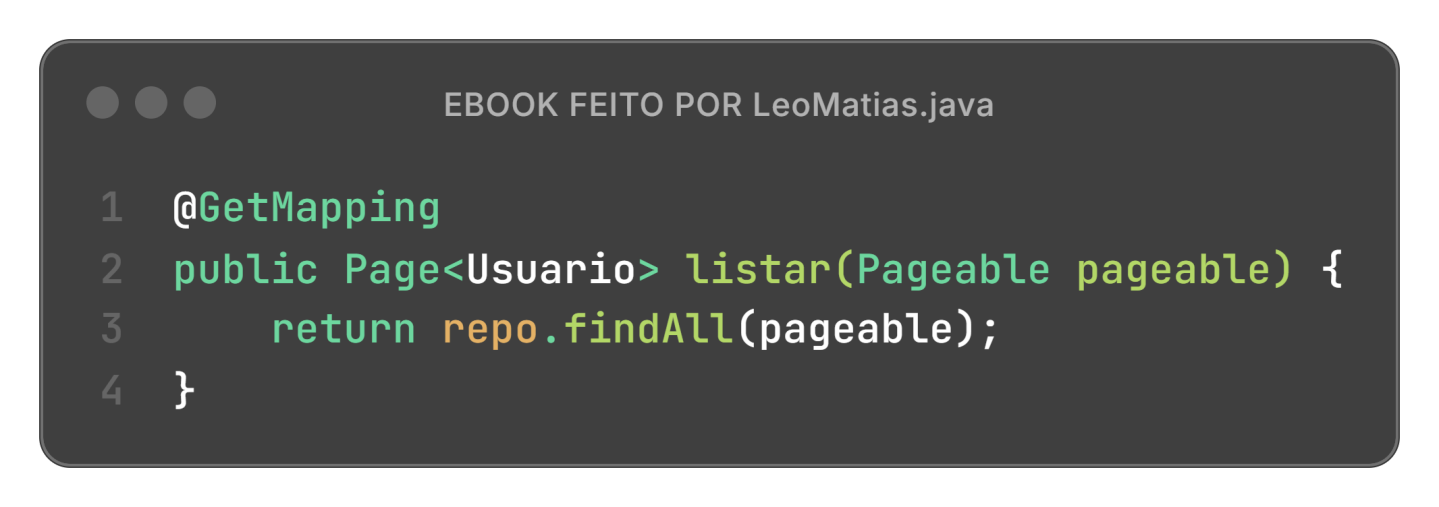 EBOOK FEITO POR LeoMatias.java
1 @GetMapping
2 public Page<Usuario> listar(Pageable pageable) {
3     return repo.findAll(pageable);
4 }